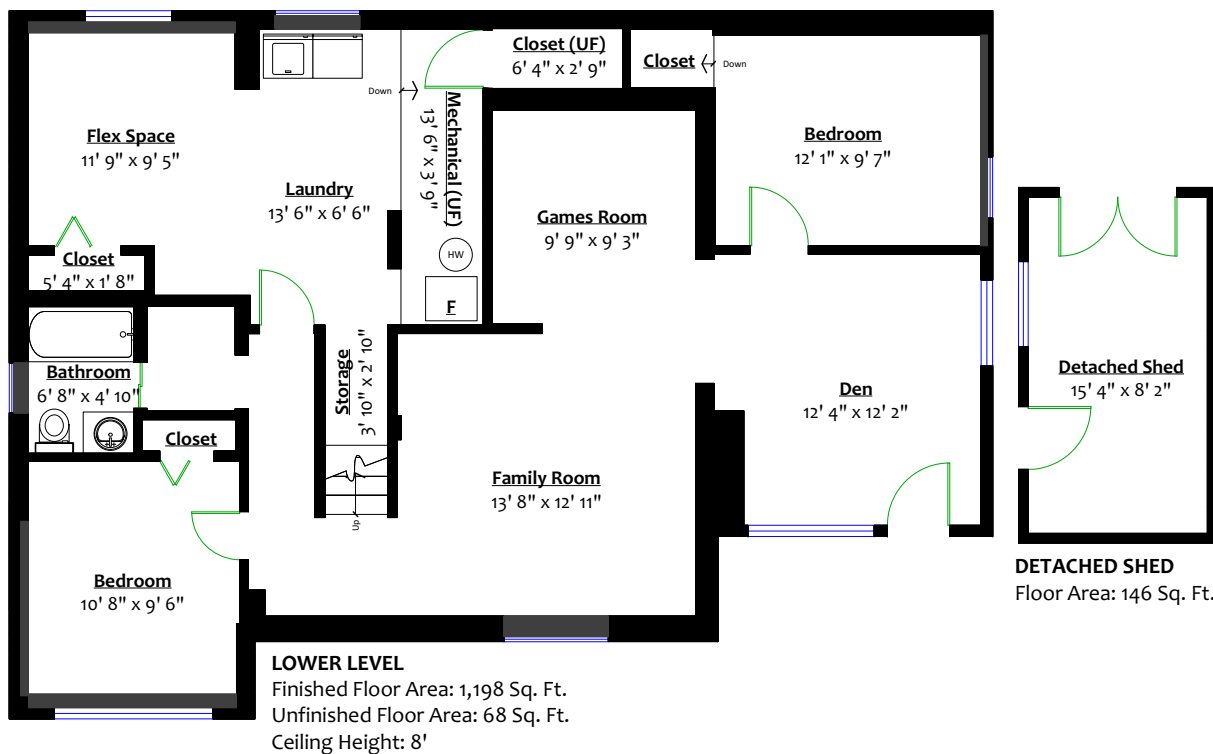 Closet (UF)
6' 4" x 2' 9"
Closet
Down
Down
Mechanical (UF)
13' 6" x 3' 9"
Flex Space
11' 9" x 9' 5"
Bedroom
12' 1" x 9' 7"
Laundry
13' 6" x 6' 6"
Games Room
9' 9" x 9' 3"
HW
F
Closet
5' 4" x 1' 8"
Bathroom
6' 8" x 4' 10"
Storage
3' 10" x 2' 10"
Den
12' 4" x 12' 2"
Detached Shed
15' 4" x 8' 2"
Closet
Family Room
13' 8" x 12' 11"
Up
Bedroom
10' 8" x 9' 6"
DETACHED SHED
Floor Area: 146 Sq. Ft.
LOWER LEVEL
Finished Floor Area: 1,198 Sq. Ft.
Unfinished Floor Area: 68 Sq. Ft.
Ceiling Height: 8'